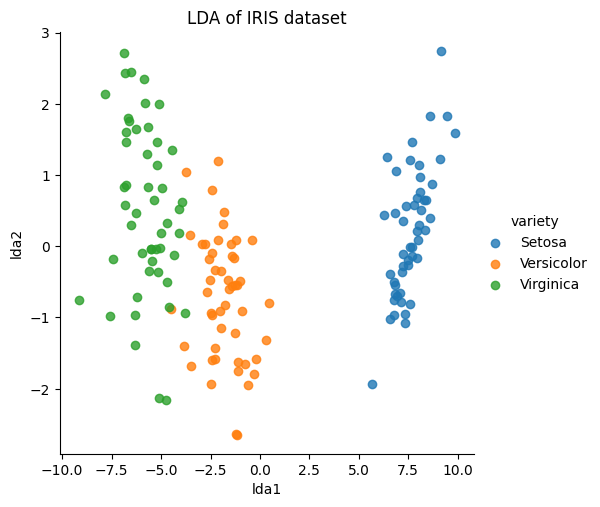 LDA of IRIS dataset
3
2
1
0
−1
−2
lda2
−10.0 −7.5 −5.0 −2.5 0.0 2.5 5.0 7.5 10.0
lda1
variety
Setosa
Versicolor
Virginica